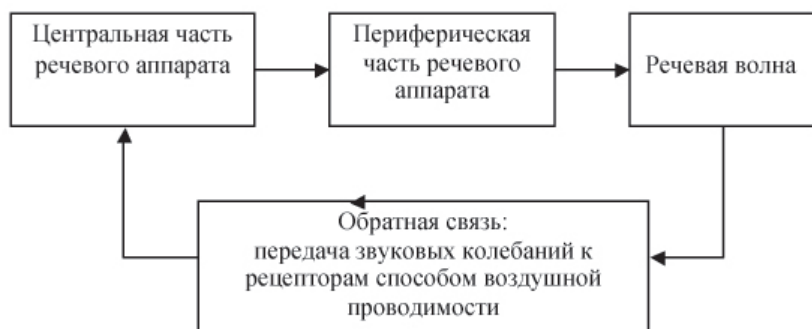 Центральная часть
речевого аппарата
Периферическая
часть речевого
аппарата
Речевая волна
Обратная связь:
передача звуковых колебаний к
рецепторам способом воздушной
проводимости